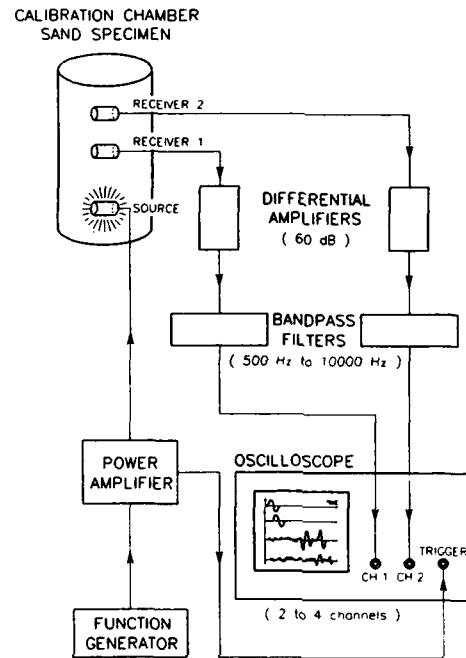 CALIBRATION CHAMBER
SAND SPECIMEN
RECEIVER 2
RECEIVER 1
SOURCE
DIFFERENTIAL
AMPLIFIERS
( 60 dB )
BANDPASS
FILTERS
( 500 Hz to 10000 Hz )
POWER
AMPLIFIER
OSCILLOSCOPE
TRIGGER
CH 1
CH 2
( 2 to 4 channels )
FUNCTION
GENERATOR